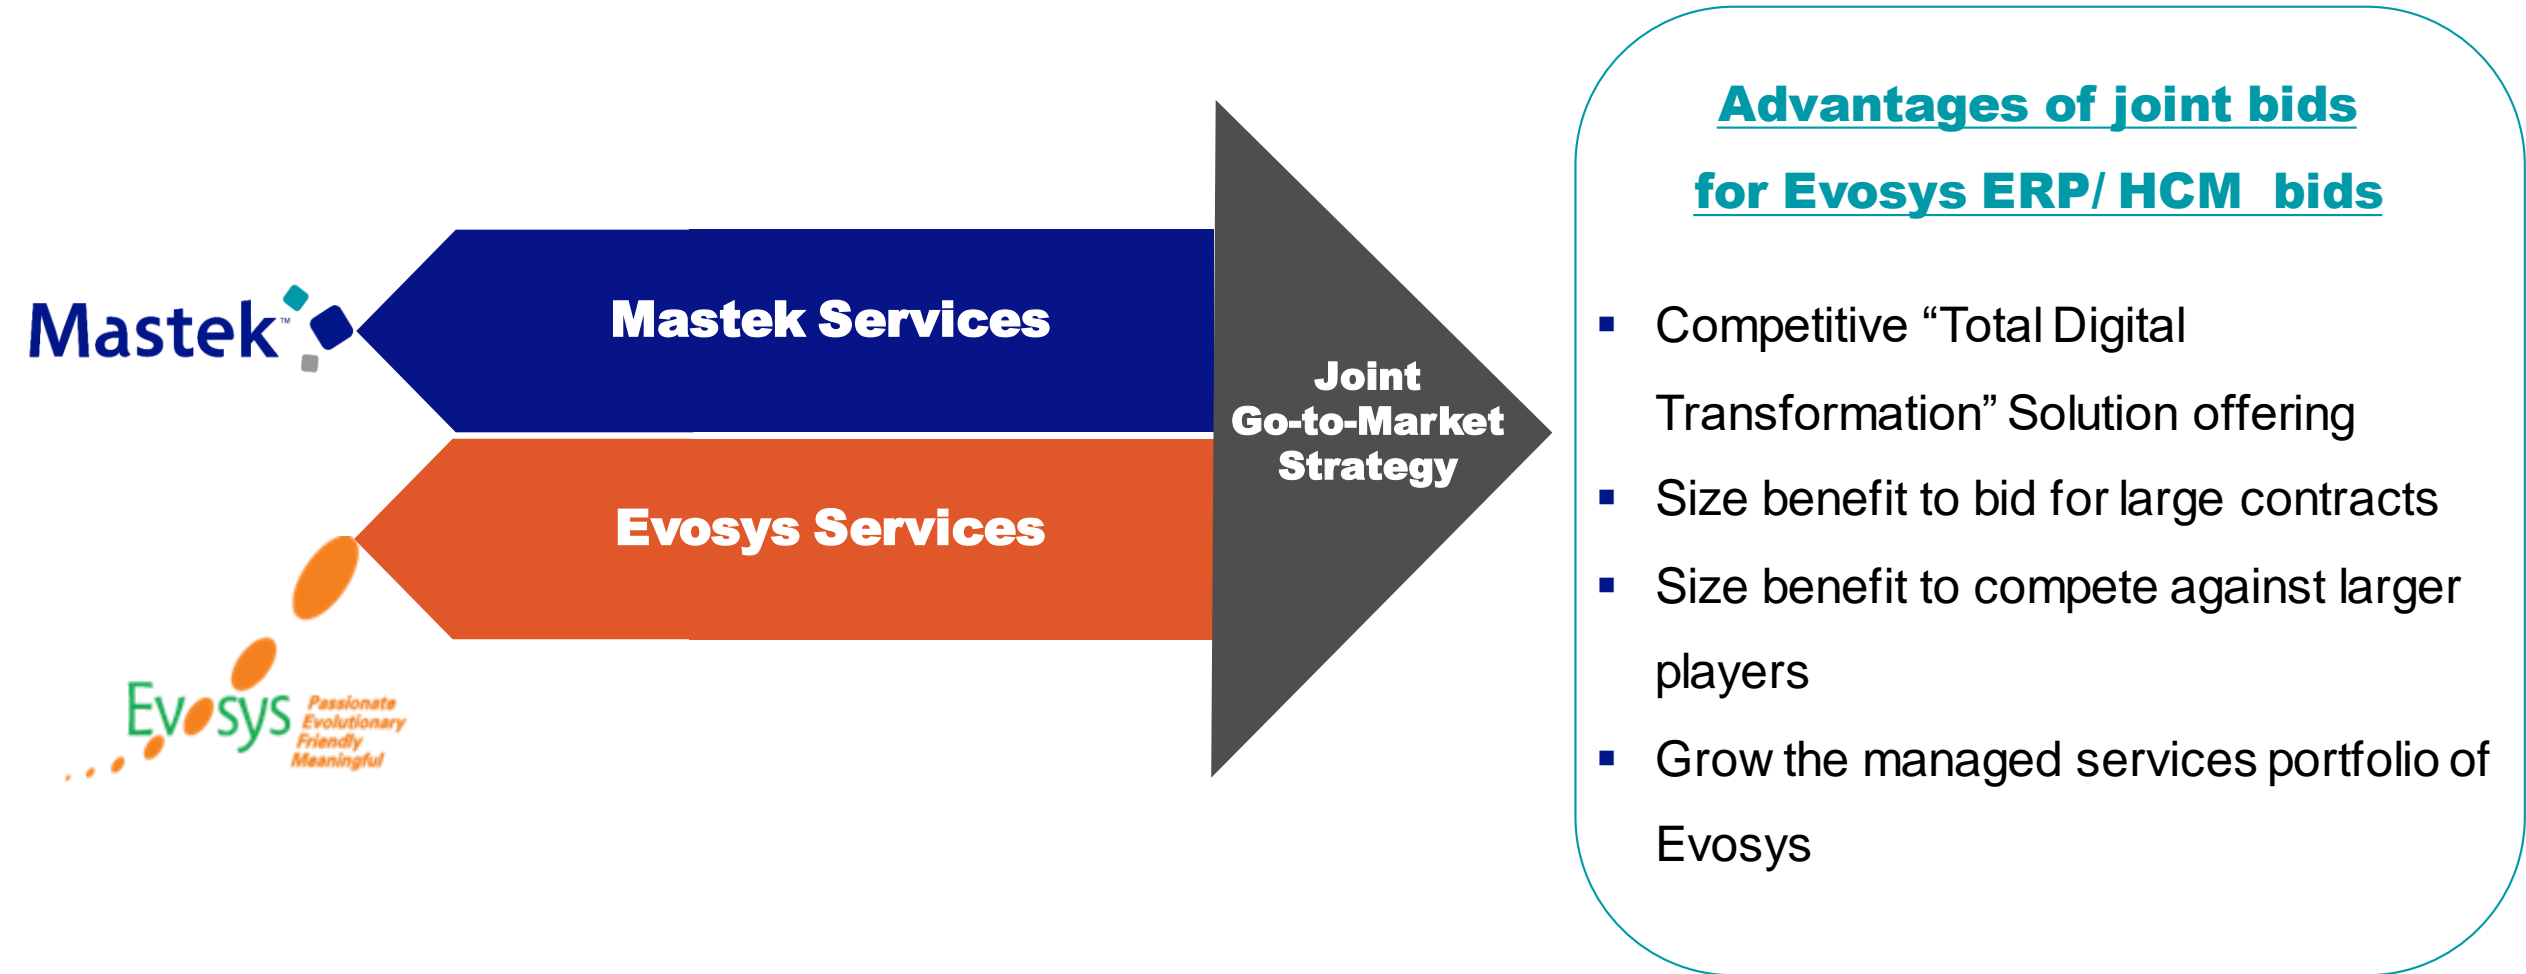 Mastek™
Mastek Services
Evosys Services
Evosys
Passionate
Evolutionary
Friendly
Meaningful
Joint
Go-to-Market
Strategy
Advantages of joint bids
for Evosys ERP/ HCM bids
▪ Competitive “Total Digital
Transformation” Solution offering
▪ Size benefit to bid for large contracts
▪ Size benefit to compete against larger
players
▪ Grow the managed services portfolio of
Evosys